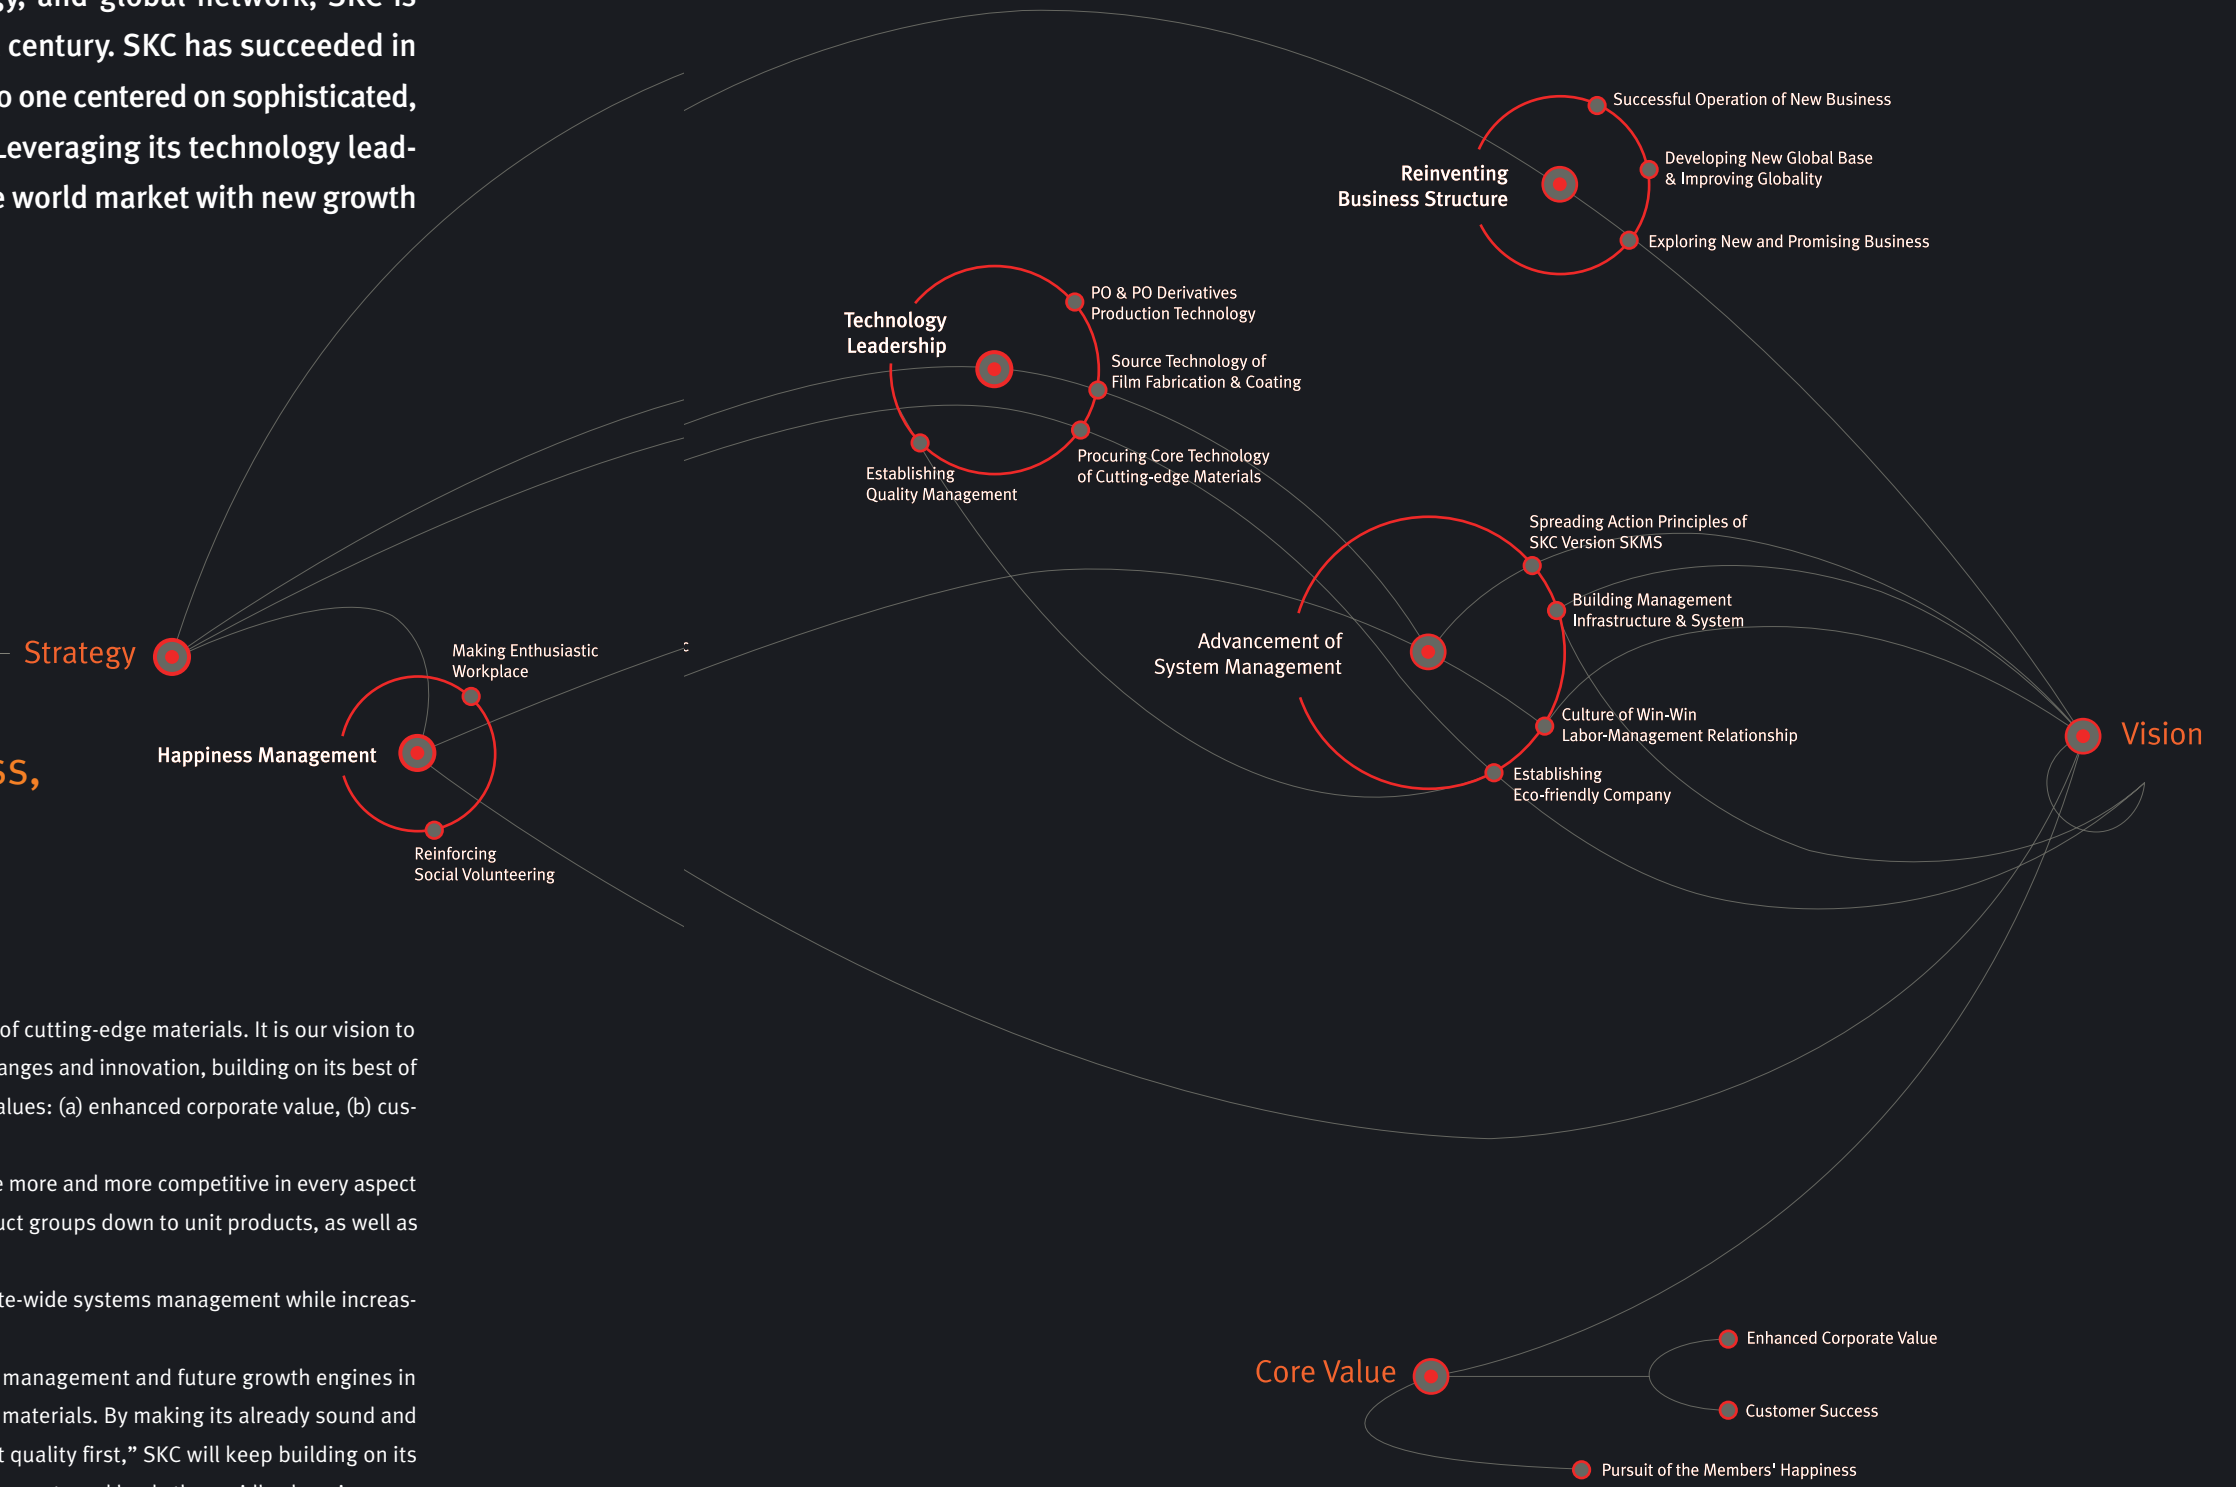 and global network, SKC is
century. SKC has succeeded in
one centered on sophisticated,
Leveraging its technology lead-
world market with new growth
Successful Operation of New Business
Developing New Global Base
& Improving Globality
Reinventing
Business Structure
Exploring New and Promising Business
PO & PO Derivatives
Production Technology
Technology
Leadership
Source Technology of
Film Fabrication & Coating
Procuring Core Technology
of Cutting-edge Materials
Establishing
Quality Management
Spreading Action Principles of
SKC Version SKMS
Building Management
Infrastructure & System
Advancement of
System Management
Culture of Win-Win
Labor-Management Relationship
Establishing
Eco-friendly Company
Strategy
Making Enthusiastic
Workplace
Happiness Management
Reinforcing
Social Volunteering
Vision
of cutting-edge materials. It is our vision to
anges and innovation, building on its best of
alues: (a) enhanced corporate value, (b) cus-
more and more competitive in every aspect
uct groups down to unit products, as well as
te-wide systems management while increas-
management and future growth engines in
materials. By making its already sound and
t quality first,” SKC will keep building on its
Core Value
Enhanced Corporate Value
Customer Success
Pursuit of the Members' Happiness